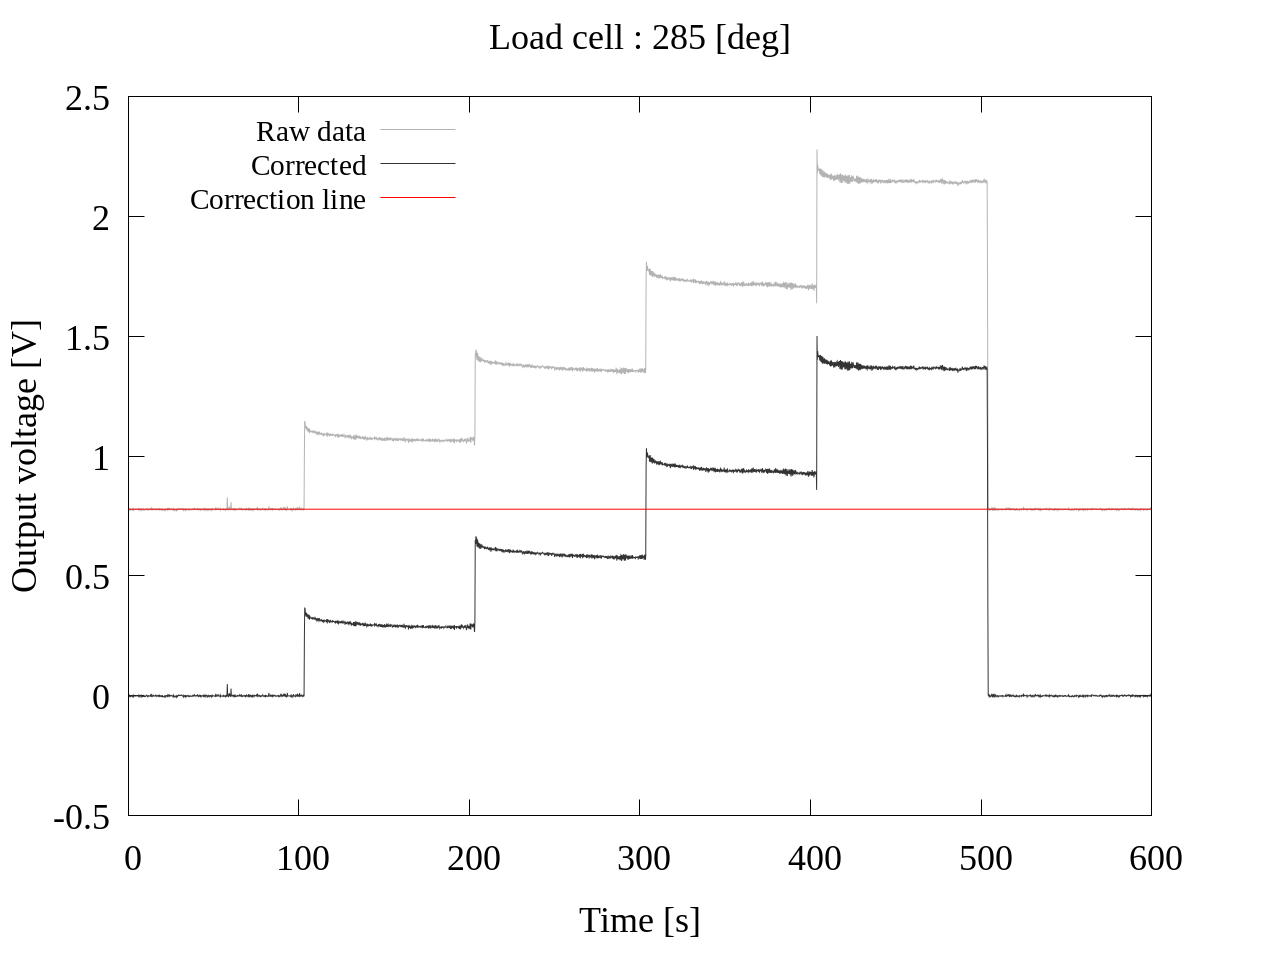 Load cell : 285 [deg]
2.5
2
1.5
1
0.5
0
-0.5
Output voltage [V]
Raw data
Corrected
Correction line
0 100 200 300 400 500 600
Time [s]